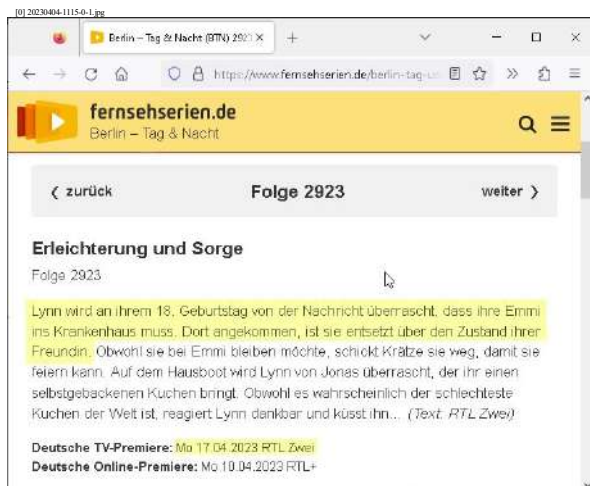 [0] 20230404-1115-0-1.jpg
Berlin – Tag & Nacht (BTN) 292
https://www.fernsehserien.de/berlin-tag-u
fernsehserien.de
Berlin – Tag & Nacht
zurück Folge 2923 weiter
Erleichterung und Sorge
Folge 2923
Lynn wird an ihrem 18. Geburtstag von der Nachricht überrascht, dass ihre Emmi
ins Krankenhaus muss. Dort angekommen, ist sie entsetzt über den Zustand ihrer
Freundin. Obwohl sie bei Emmi bleiben möchte, schickt Krätze sie weg, damit sie
feiern kann. Auf dem Hausboot wird Lynn von Jonas überrascht, der ihr einen
selbstgebackenen Kuchen bringt. Obwohl es wahrscheinlich der schlechteste
Kuchen der Welt ist, reagiert Lynn dankbar und küsst ihn... (Text: RTL Zwei)
Deutsche TV-Premiere: Mo 17.04.2023 RTL Zwei
Deutsche Online-Premiere: Mo 10.04.2023 RTL+